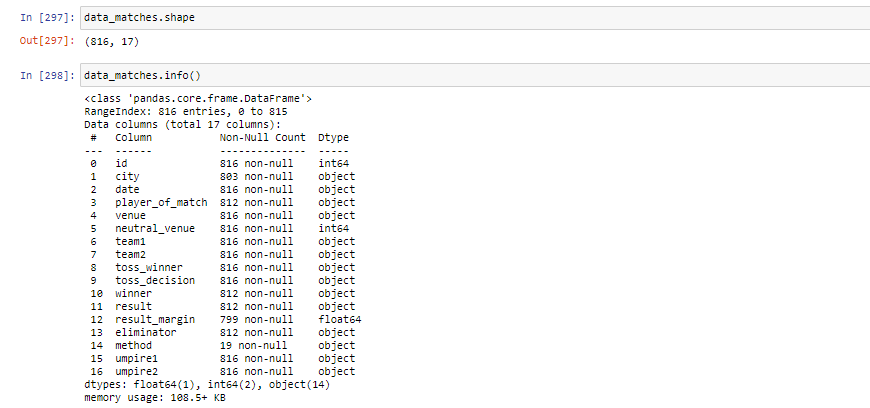 In [297]: data_matches.shape
Out[297]: (816, 17)
In [298]: data_matches.info()
<class 'pandas.core.frame.DataFrame'>
RangeIndex: 816 entries, 0 to 815
Data columns (total 17 columns):
 #   Column           Non-Null Count  Dtype
---  ------           --------------  -----
 0   id               816 non-null    int64
 1   city             803 non-null    object
 2   date             816 non-null    object
 3   player_of_match  812 non-null    object
 4   venue            816 non-null    object
 5   neutral_venue    816 non-null    int64
 6   team1            816 non-null    object
 7   team2            816 non-null    object
 8   toss_winner      816 non-null    object
 9   toss_decision    816 non-null    object
 10  winner           812 non-null    object
 11  result           812 non-null    object
 12  result_margin    799 non-null    float64
 13  eliminator       812 non-null    object
 14  method           19 non-null     object
 15  umpire1          816 non-null    object
 16  umpire2          816 non-null    object
dtypes: float64(1), int64(2), object(14)
memory usage: 108.5+ KB